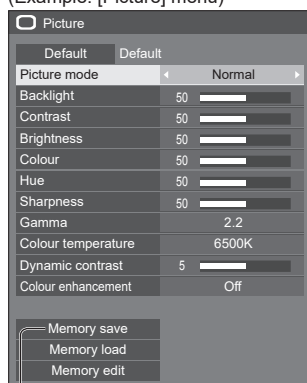 (Example: [Picture] menu)
Picture
Default Default
Picture mode Normal
Backlight 50
Contrast 50
Brightness 50
Colour 50
Hue 50
Sharpness 50
Gamma 2.2
Colour temperature 6500K
Dynamic contrast 5
Colour enhancement Off
Memory save
Memory load
Memory edit